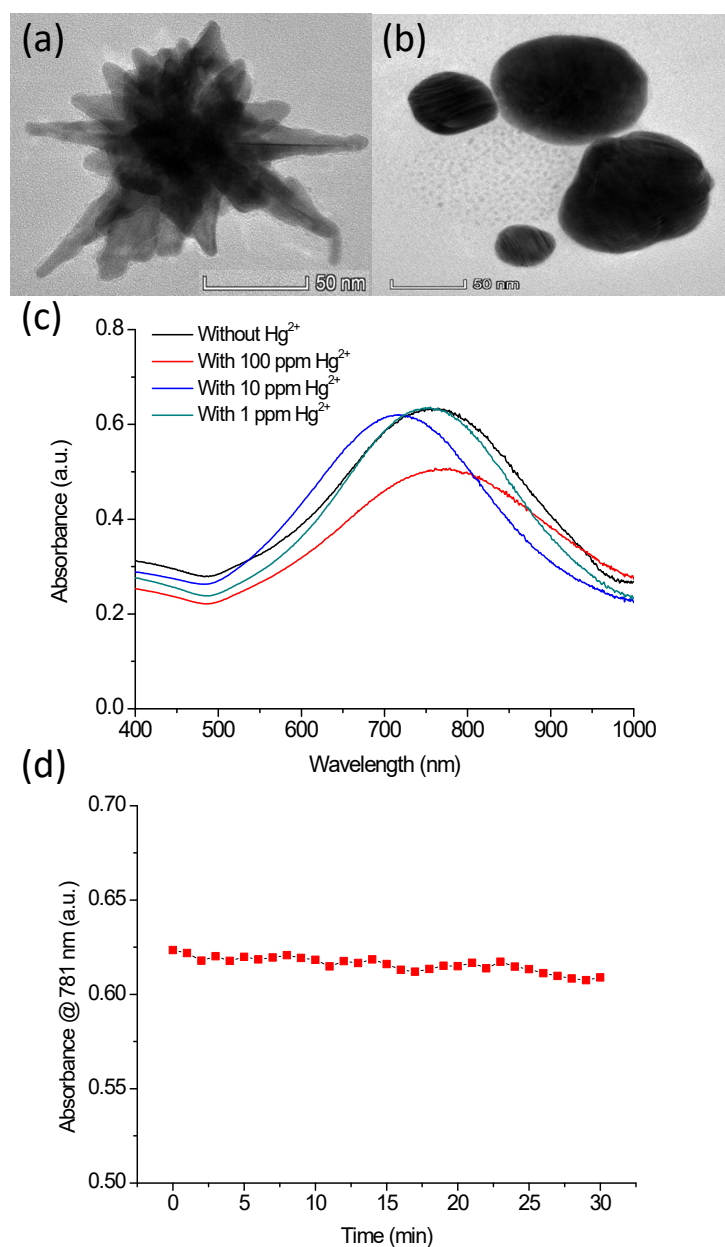 (a)
50 nm
(b)
50 nm
(c)
Without Hg²⁺
With 100 ppm Hg²⁺
With 10 ppm Hg²⁺
With 1 ppm Hg²⁺
0.8
0.6
0.4
0.2
0.0
Absorbance (a.u.)
400 500 600 700 800 900 1000
Wavelength (nm)
(d)
0.70
0.65
0.60
0.55
0.50
Absorbance @ 781 nm (a.u.)
0 5 10 15 20 25 30
Time (min)